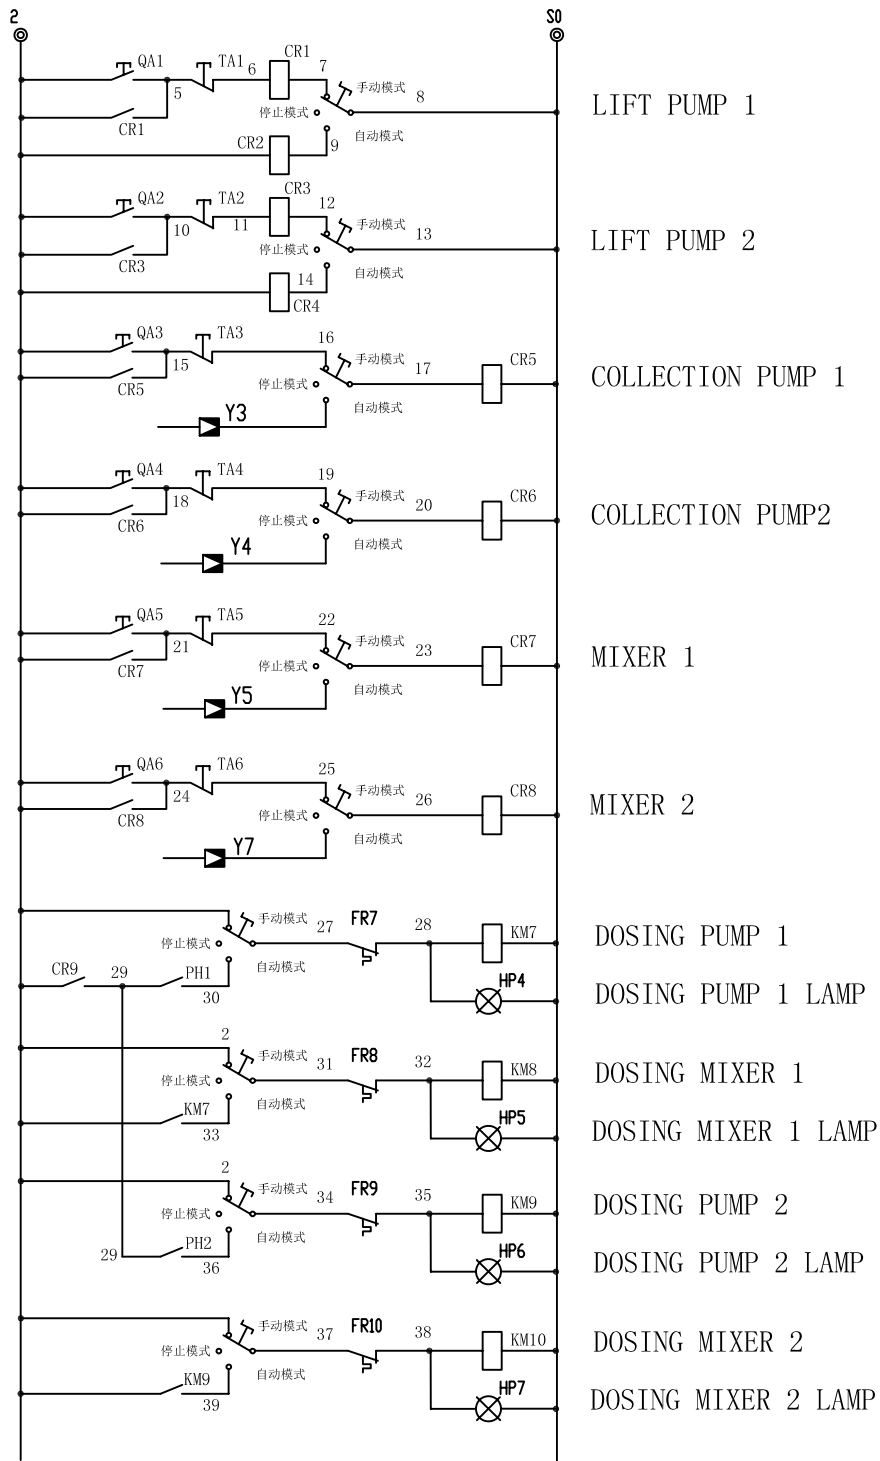 2
S0
QA1
TA1
6
CR1
7
手动模式
8
5
停止模式
CR1
自动模式
CR2
9
LIFT PUMP 1
QA2
TA2
CR3
12
手动模式
13
10
11
停止模式
CR3
自动模式
14
CR4
LIFT PUMP 2
QA3
TA3
16
手动模式
17
CR5
15
停止模式
CR5
自动模式
Y3
COLLECTION PUMP 1
QA4
TA4
19
手动模式
20
CR6
18
停止模式
CR6
自动模式
Y4
COLLECTION PUMP2
QA5
TA5
22
手动模式
23
CR7
21
停止模式
CR7
自动模式
Y5
MIXER 1
QA6
TA6
25
手动模式
26
CR8
24
停止模式
CR8
自动模式
Y7
MIXER 2
手动模式
27
FR7
28
KM7
停止模式
自动模式
CR9
29
PH1
30
HP4
DOSING PUMP 1
DOSING PUMP 1 LAMP
2
手动模式
31
FR8
32
KM8
停止模式
自动模式
KM7
33
HP5
DOSING MIXER 1
DOSING MIXER 1 LAMP
2
手动模式
34
FR9
35
KM9
停止模式
自动模式
29
PH2
36
HP6
DOSING PUMP 2
DOSING PUMP 2 LAMP
手动模式
37
FR10
38
KM10
停止模式
自动模式
KM9
39
HP7
DOSING MIXER 2
DOSING MIXER 2 LAMP